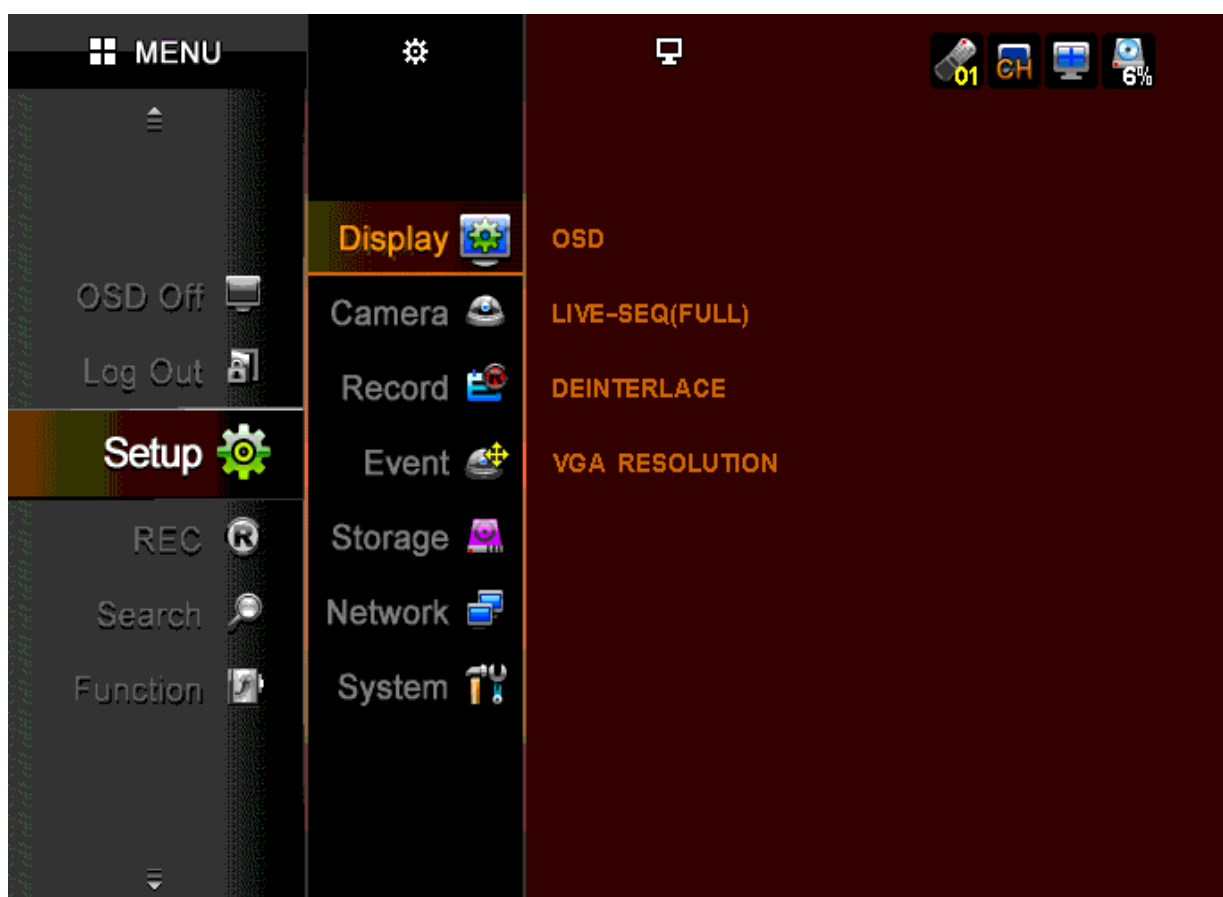 MENU
01 CH 6%
OSD Off
Log Out
Setup
REC
Search
Function
Display
Camera
Record
Event
Storage
Network
System
OSD
LIVE-SEQ(FULL)
DEINTERLACE
VGA RESOLUTION